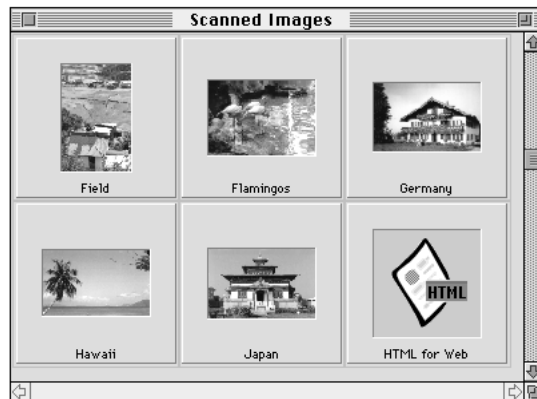 Scanned Images
Field
Flamingos
Germany
HTML
Hawaii
Japan
HTML for Web